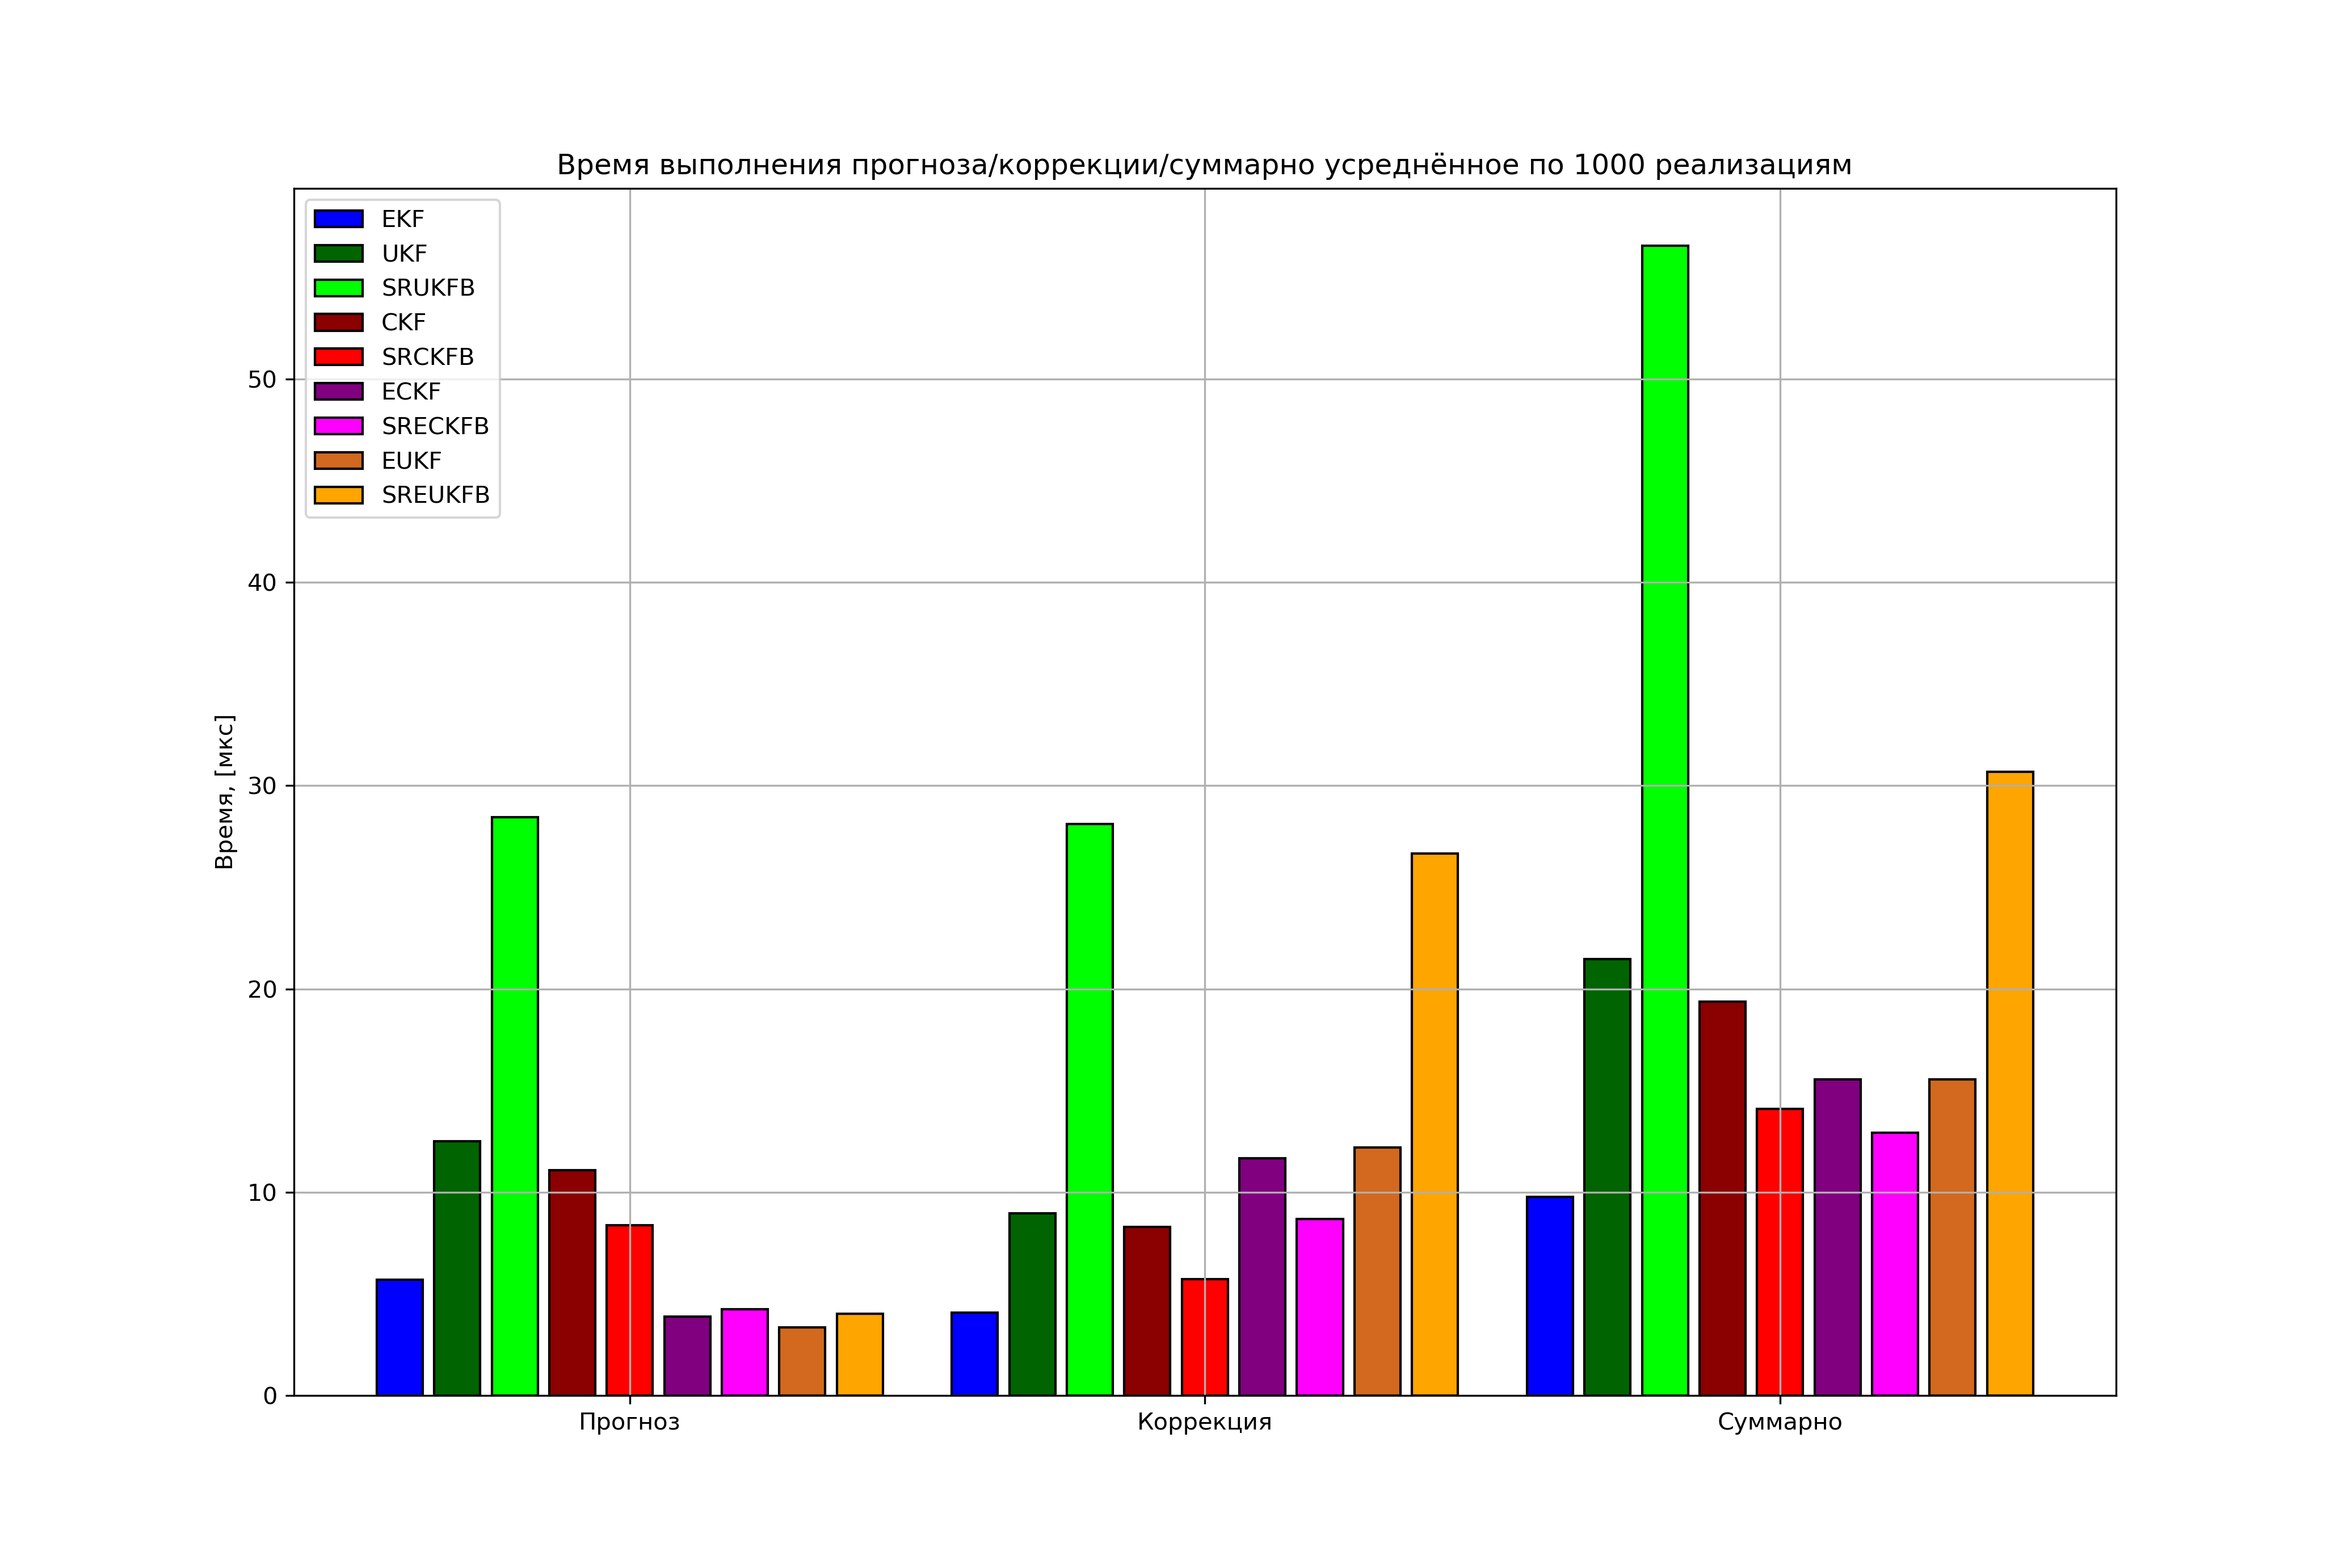 Время выполнения прогноза/коррекции/суммарно усреднённое по 1000 реализациям
EKF
UKF
SRUKFB
CKF
SRCKFB
ECKF
SRECKFB
EUKF
SREUKFB
Время, [мкс]
50
40
30
20
10
0
Прогноз
Коррекция
Суммарно